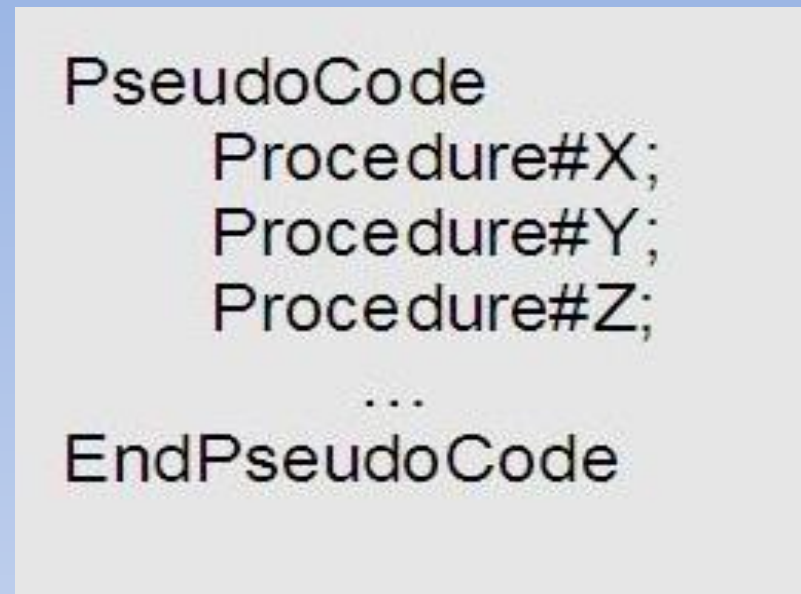 PseudoCode
Procedure#X;
Procedure#Y;
Procedure#Z;
...
EndPseudoCode